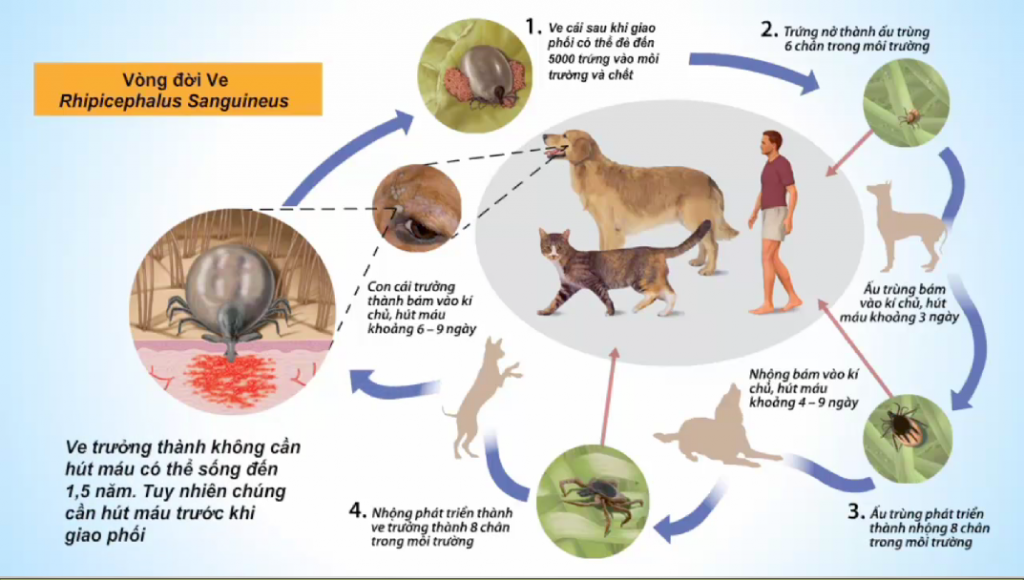 Vòng đời Ve
Rhipicephalus Sanguineus
1. Ve cái sau khi giao
phối có thể đẻ đến
5000 trứng vào môi
trường và chết
2. Trứng nở thành ấu trùng
6 chân trong môi trường
Ấu trùng bám
vào kí chủ, hút
máu khoảng 3 ngày
3. Ấu trùng phát triển
thành nhộng 8 chân
trong môi trường
Nhộng bám vào kí
chủ, hút máu
khoảng 4 – 9 ngày
4. Nhộng phát triển thành
ve trưởng thành 8 chân
trong môi trường
Con cái trưởng
thành bám vào kí
chủ, hút máu
khoảng 6 – 9 ngày
Ve trưởng thành không cần
hút máu có thể sống đến
1,5 năm. Tuy nhiên chúng
cần hút máu trước khi
giao phối